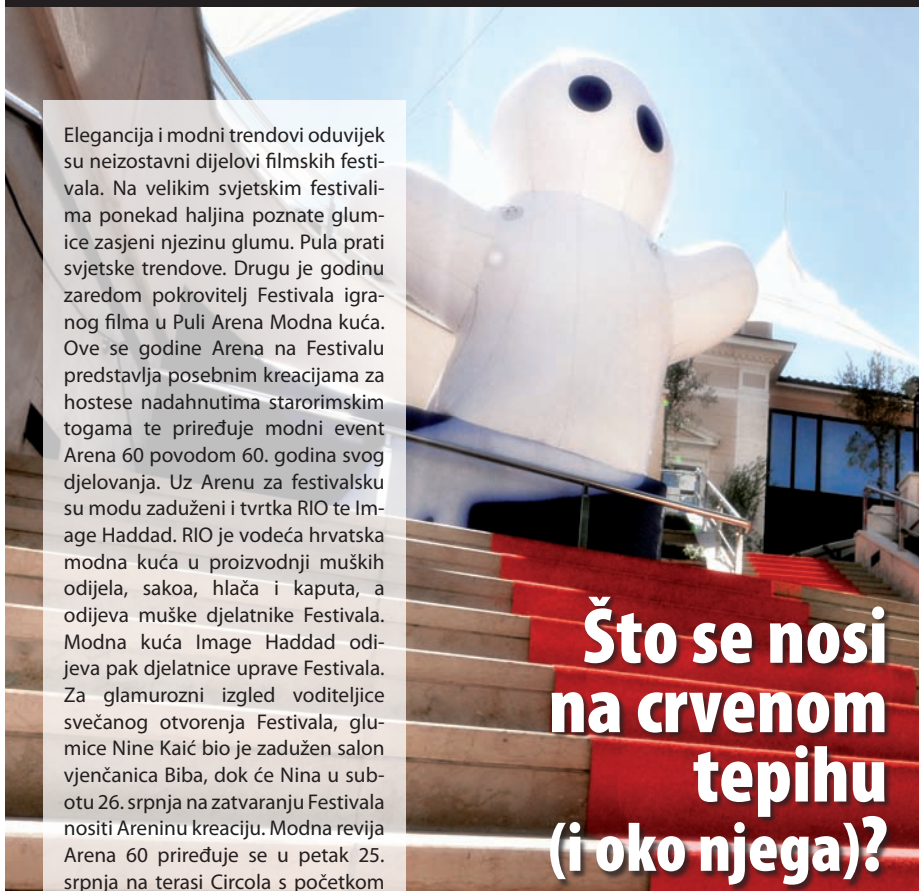 Elegancija i modni trendovi oduvijek
su neizostavni dijelovi filmskih festi-
vala. Na velikim svjetskim festivali-
ma ponekad haljina poznate glum-
ice zasjeni njezinu glumu. Pula prati
svjetske trendove. Drugu je godinu
zaredom pokrovitelj Festivala igra-
nog filma u Puli Arena Modna kuća.
Ove se godine Arena na Festivalu
predstavlja posebnim kreacijama za
hostese nadahnutima starorimskim
togama te priređuje modni event
Arena 60 povodom 60. godina svog
djelovanja. Uz Arenu za festivalsku
su modu zaduženi i tvrtka RIO te Im-
age Haddad. RIO je vodeća hrvatska
modna kuća u proizvodnji muških
odijela, sakoa, hlača i kaputa, a
odijeva muške djelatnike Festivala.
Modna kuća Image Haddad odi-
jeva pak djelatnice uprave Festivala.
Za glamurozni izgled voditeljice
svečanog otvorenja Festivala, glu-
mice Nine Kaić bio je zadužen salon
vjenčanica Biba, dok će Nina u sub-
otu 26. srpnja na zatvaranju Festivala
nositi Areninu kreaciju. Modna revija
Arena 60 priređuje se u petak 25.
srpnja na terasi Circola s početkom
Što se nosi
na crvenom
tepihu
(i oko njega)?